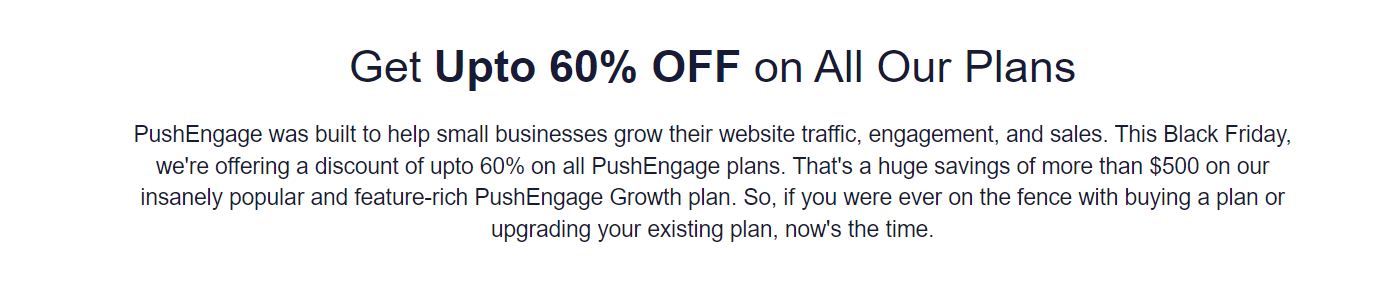 Get Upto 60% OFF on All Our Plans
PushEngage was built to help small businesses grow their website traffic, engagement, and sales. This Black Friday,
we're offering a discount of upto 60% on all PushEngage plans. That's a huge savings of more than $500 on our
insanely popular and feature-rich PushEngage Growth plan. So, if you were ever on the fence with buying a plan or
upgrading your existing plan, now's the time.